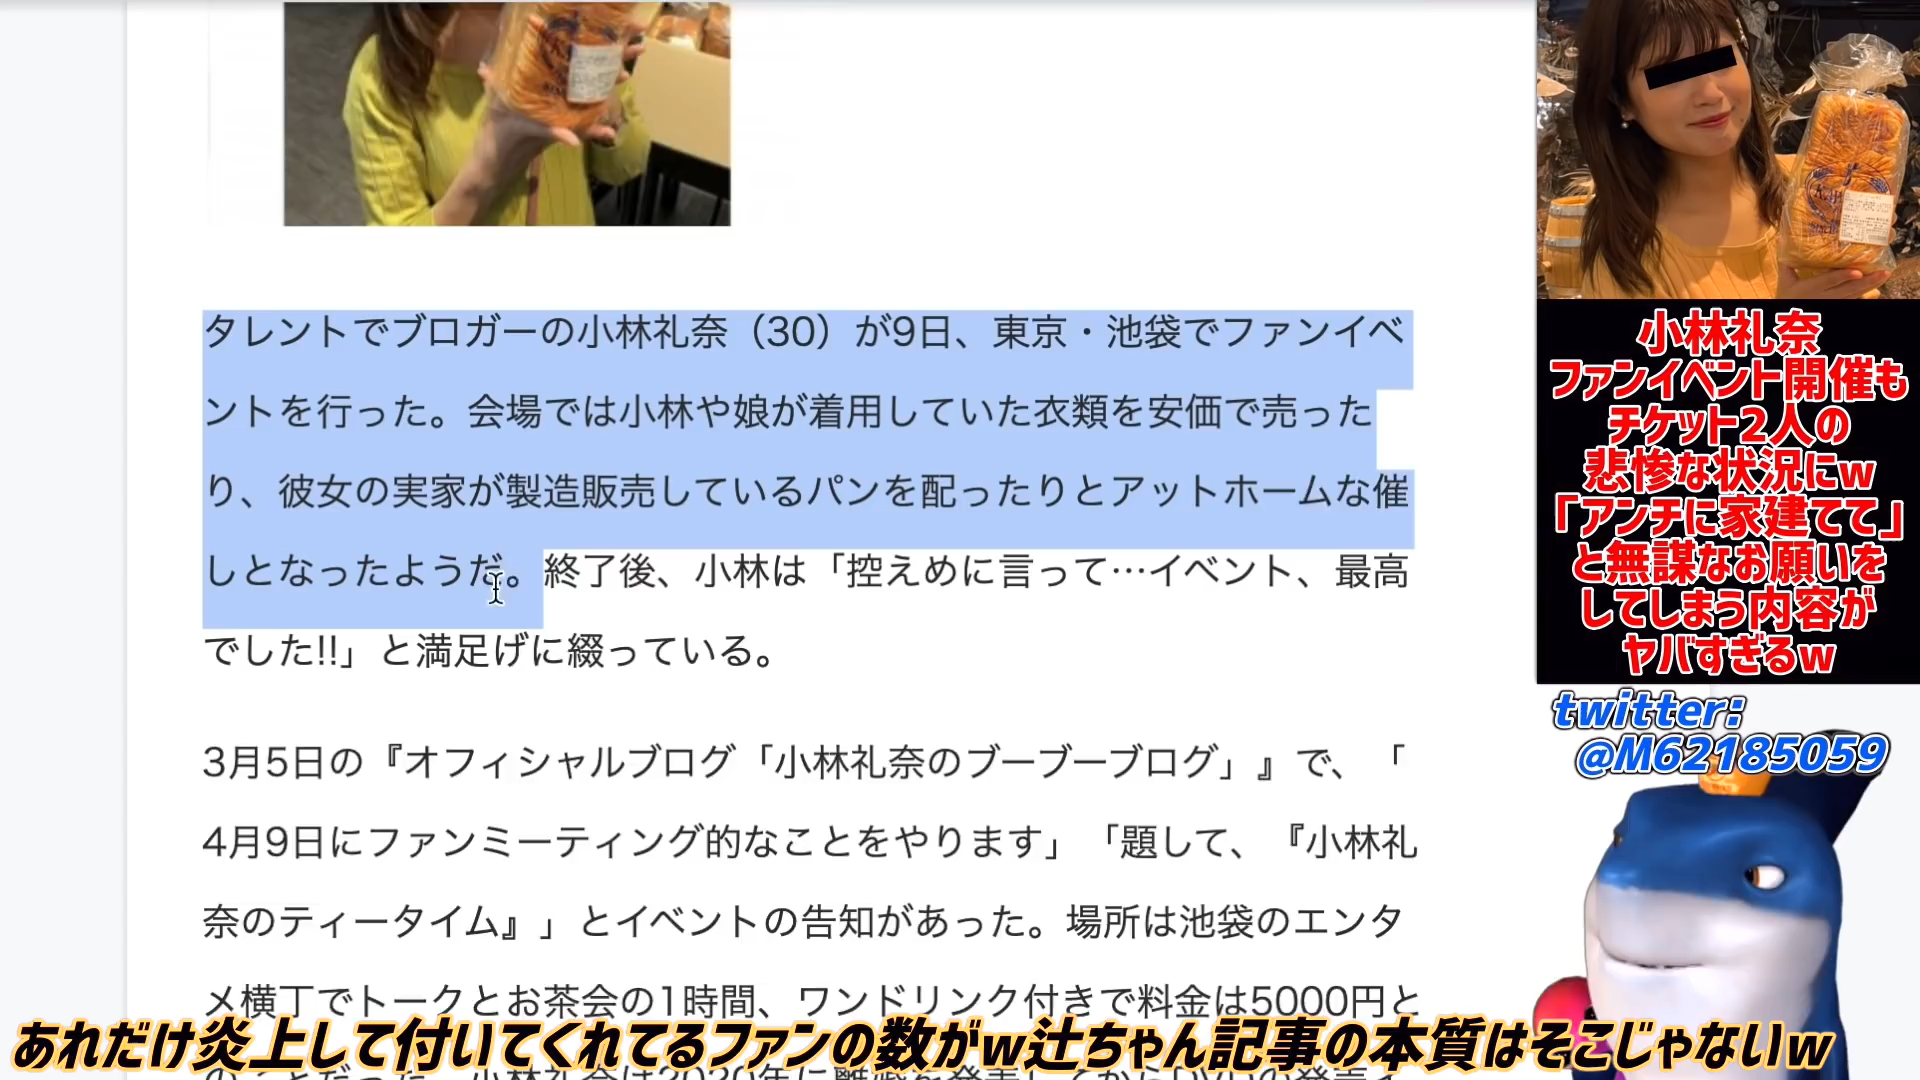 タレントでブロガーの小林礼奈（30）が9日、東京・池袋でファンイベ
ントを行った。会場では小林や娘が着用していた衣類を安価で売った
り、彼女の実家が製造販売しているパンを配ったりとアットホームな催
しとなったようだ。終了後、小林は「控えめに言って…イベント、最高
でした!!」と満足げに綴っている。
3月5日の『オフィシャルブログ「小林礼奈のブーブーブログ」』で、「
4月9日にファンミーティング的なことをやります」「題して、『小林礼
奈のティータイム』」とイベントの告知があった。場所は池袋のエンタ
メ横丁でトークとお茶会の1時間、ワンドリンク付きで料金は5000円と
小林礼奈
ファンイベント開催も
チケット2人の
悲惨な状況にw
「アンチに家建てて」
と無謀なお願いを
してしまう内容が
ヤバすぎるw
twitter:
@M62185059
あれだけ炎上して付いてくれてるファンの数がw辻ちゃん記事の本質はそこじゃないw